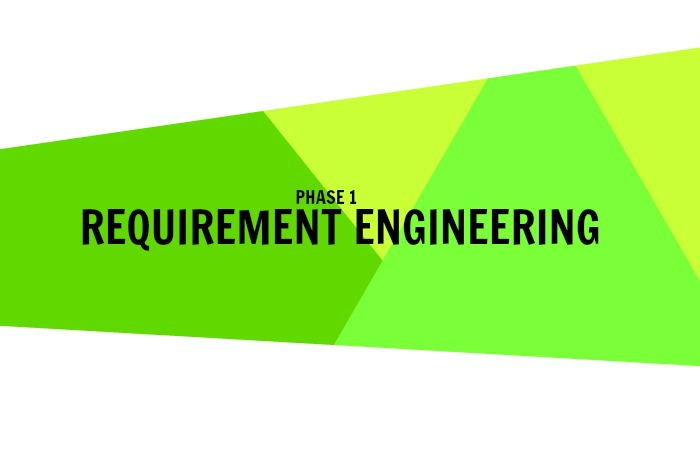 PHASE 1
REQUIREMENT ENGINEERING